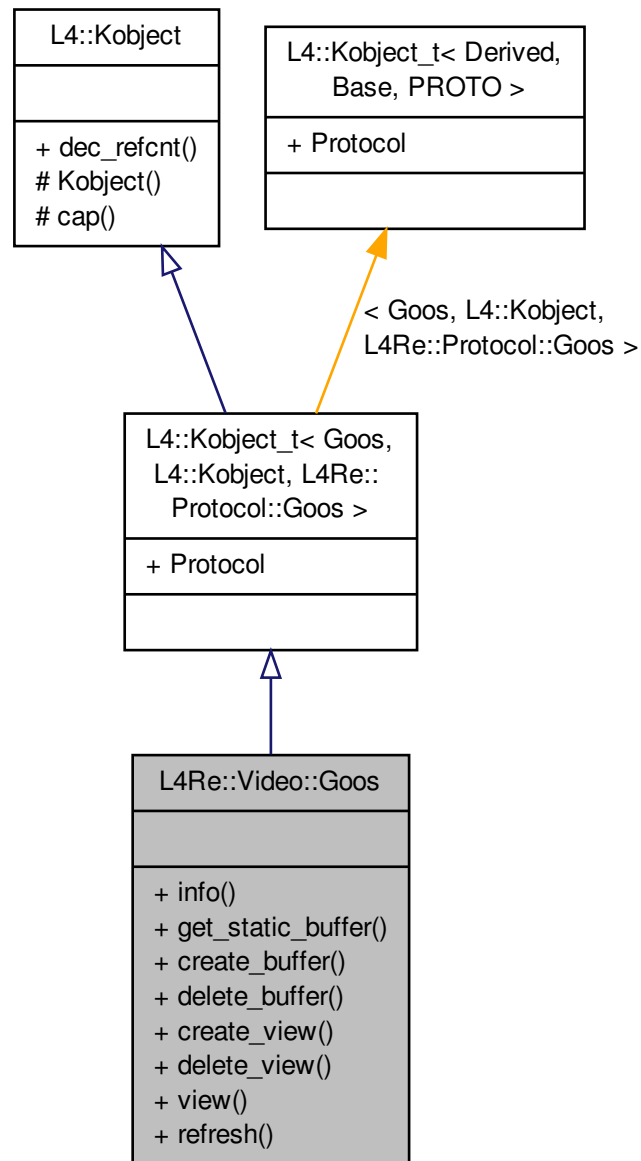 L4::Kobject
+ dec_refcnt()
# Kobject()
# cap()
L4::Kobject_t< Derived,
Base, PROTO >
+ Protocol
< Goos, L4::Kobject,
L4Re::Protocol::Goos >
L4::Kobject_t< Goos,
L4::Kobject, L4Re::
Protocol::Goos >
+ Protocol
L4Re::Video::Goos
+ info()
+ get_static_buffer()
+ create_buffer()
+ delete_buffer()
+ create_view()
+ delete_view()
+ view()
+ refresh()